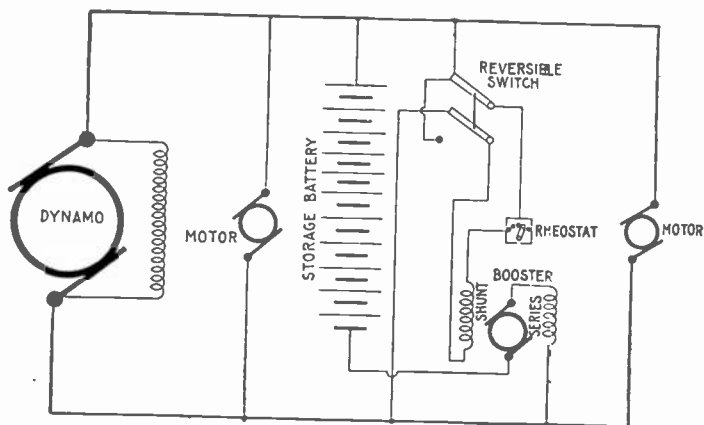 REVERSIBLE
SWITCH
DYNAMO
MOTOR
STORAGE BATTERY
RHEOSTAT
MOTOR
BOOSTER
SHUNT
SERIES